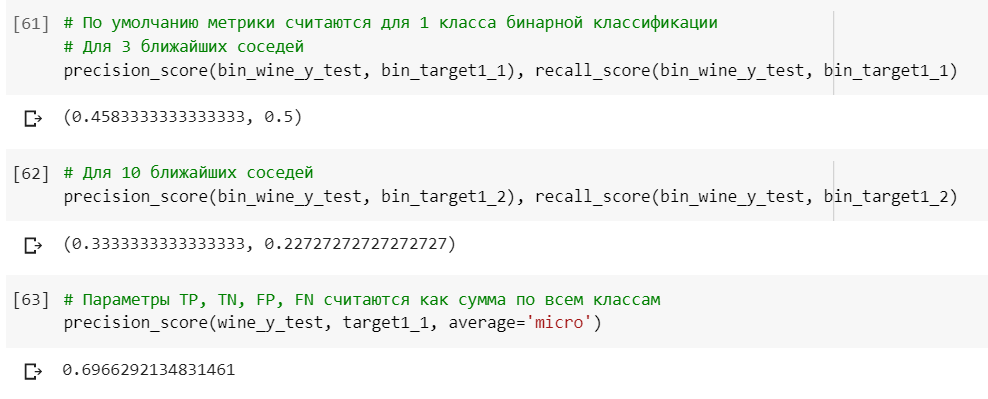 [61] # По умолчанию метрики считаются для 1 класса бинарной классификации
# Для 3 ближайших соседей
precision_score(bin_wine_y_test, bin_target1_1), recall_score(bin_wine_y_test, bin_target1_1)
(0.4583333333333333, 0.5)
[62] # Для 10 ближайших соседей
precision_score(bin_wine_y_test, bin_target1_2), recall_score(bin_wine_y_test, bin_target1_2)
(0.3333333333333333, 0.22727272727272727)
[63] # Параметры TP, TN, FP, FN считаются как сумма по всем классам
precision_score(wine_y_test, target1_1, average='micro')
0.6966292134831461